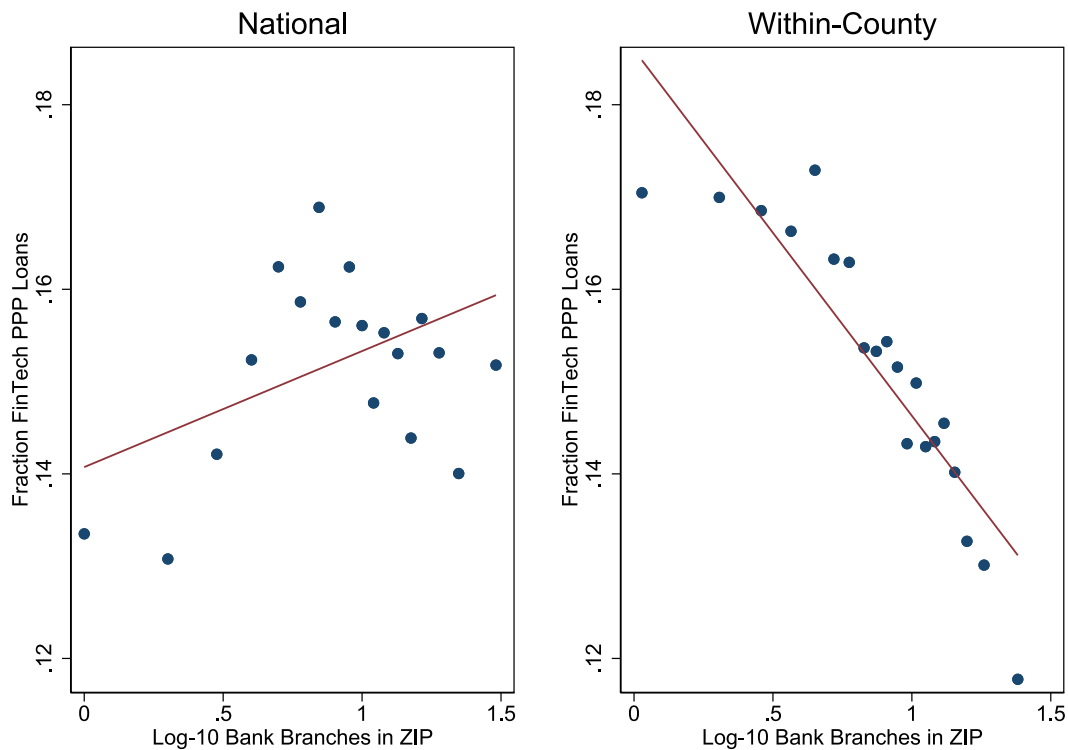 National
Fraction FinTech PPP Loans
.18
.16
.14
.12
0
.5
1
1.5
Log-10 Bank Branches in ZIP
Within-County
Fraction FinTech PPP Loans
.18
.16
.14
.12
0
.5
1
1.5
Log-10 Bank Branches in ZIP